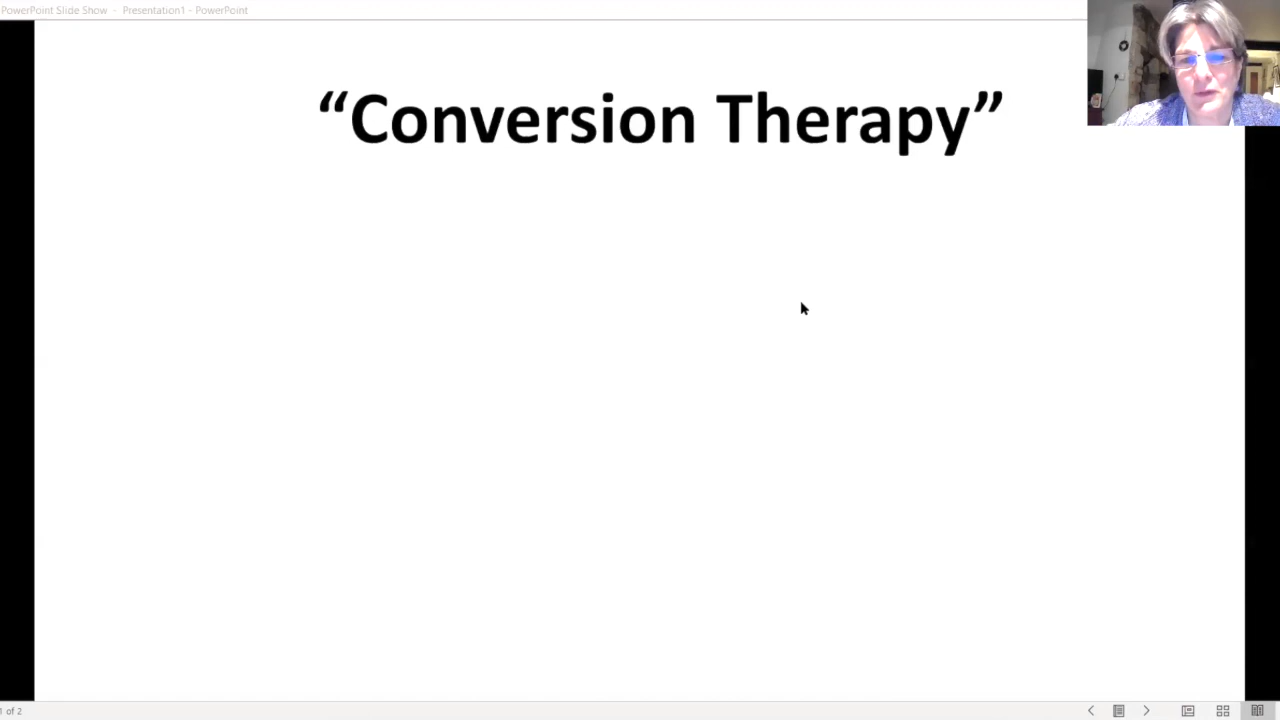 PowerPoint Slide Show - Presentation1 - PowerPoint
“Conversion Therapy”
1 of 2